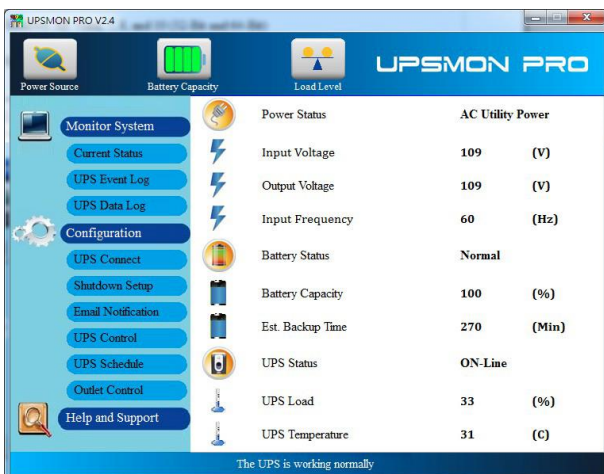 UPSMON PRO V2.4
Power Source
Battery Capacity
Load Level
UPSMON PRO
Monitor System
Current Status
UPS Event Log
UPS Data Log
Configuration
UPS Connect
Shutdown Setup
Email Notification
UPS Control
UPS Schedule
Outlet Control
Help and Support
Power Status AC Utility Power
Input Voltage 109 (V)
Output Voltage 109 (V)
Input Frequency 60 (Hz)
Battery Status Normal
Battery Capacity 100 (%)
Est. Backup Time 270 (Min)
UPS Status ON-Line
UPS Load 33 (%)
UPS Temperature 31 (C)
The UPS is working normally